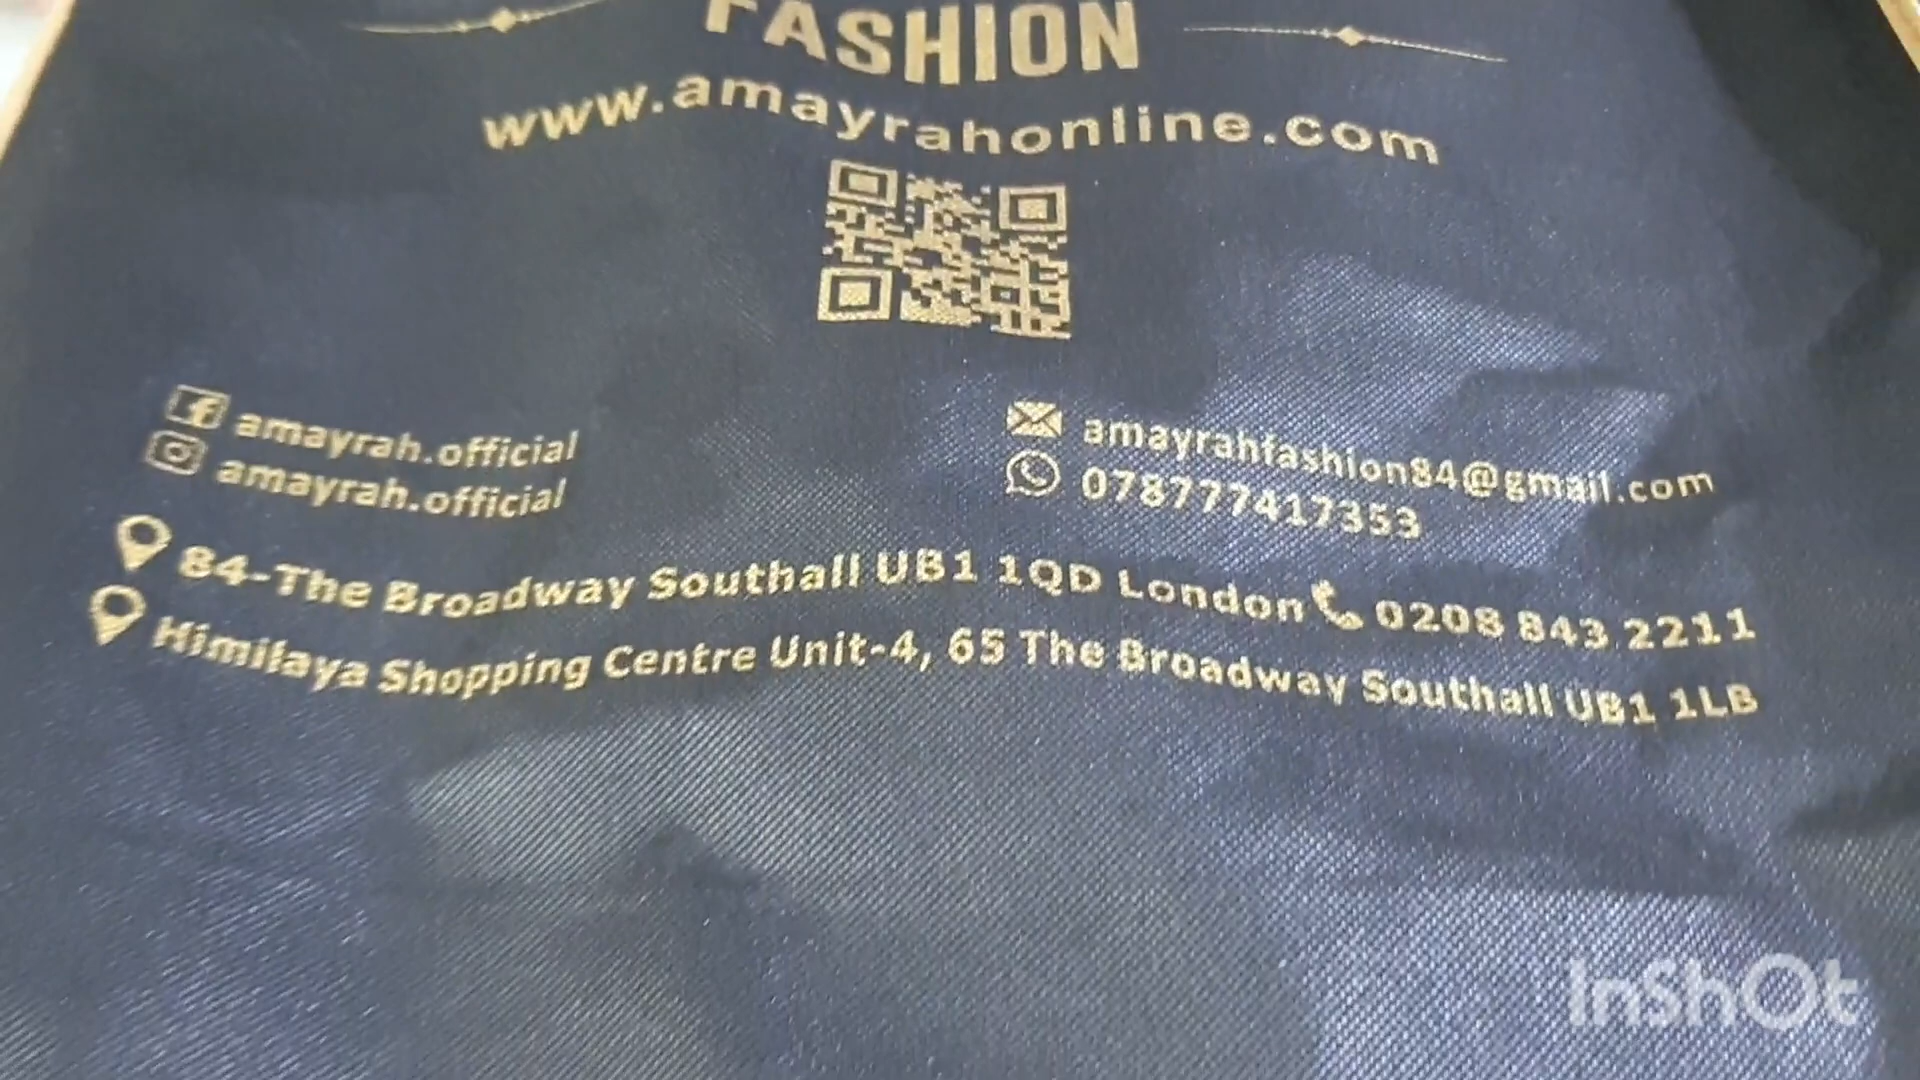 FASHION
www.amayrahonline.com
amayrah.official
amayrah.official
amayrahfashion84@gmail.com
078777417353
84-The Broadway Southall UB1 1QD London 0208 843 2211
Himilaya Shopping Centre Unit-4, 65 The Broadway Southall UB1 1LB
InShOt